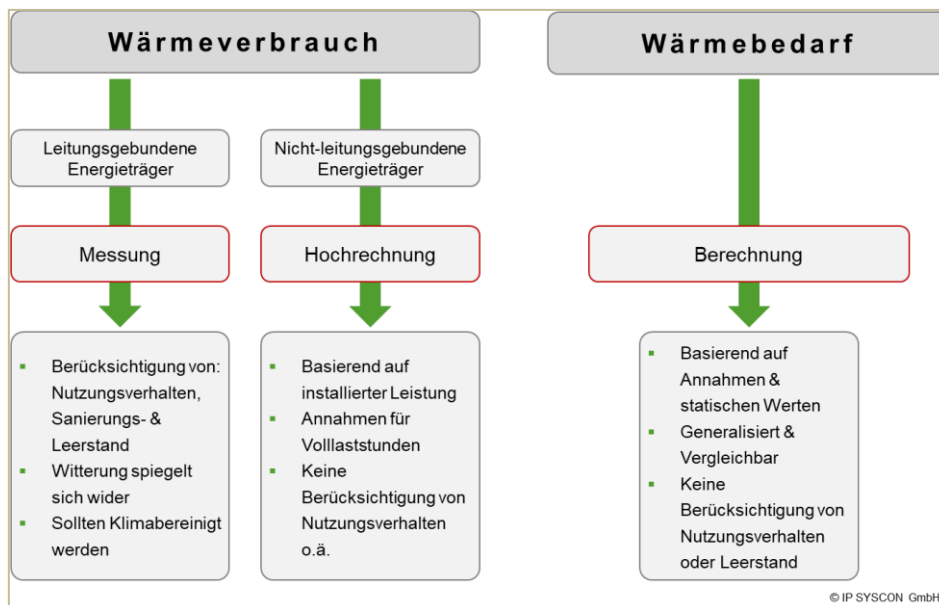 Wärmeverbrauch
Wärmebedarf
Leitungsgebundene
Energieträger
Nicht-leitungsgebundene
Energieträger
Messung
Hochrechnung
Berechnung
▪ Berücksichtigung von:
Nutzungsverhalten,
Sanierungs- &
Leerstand
▪ Witterung spiegelt
sich wider
▪ Sollten Klimabereinigt
werden
▪ Basierend auf
installierter Leistung
▪ Annahmen für
Volllaststunden
▪ Keine
Berücksichtigung von
Nutzungsverhalten
o.ä.
▪ Basierend auf
Annahmen &
statischen Werten
▪ Generalisiert &
Vergleichbar
▪ Keine
Berücksichtigung von
Nutzungsverhalten
oder Leerstand
© IP SYSCON GmbH